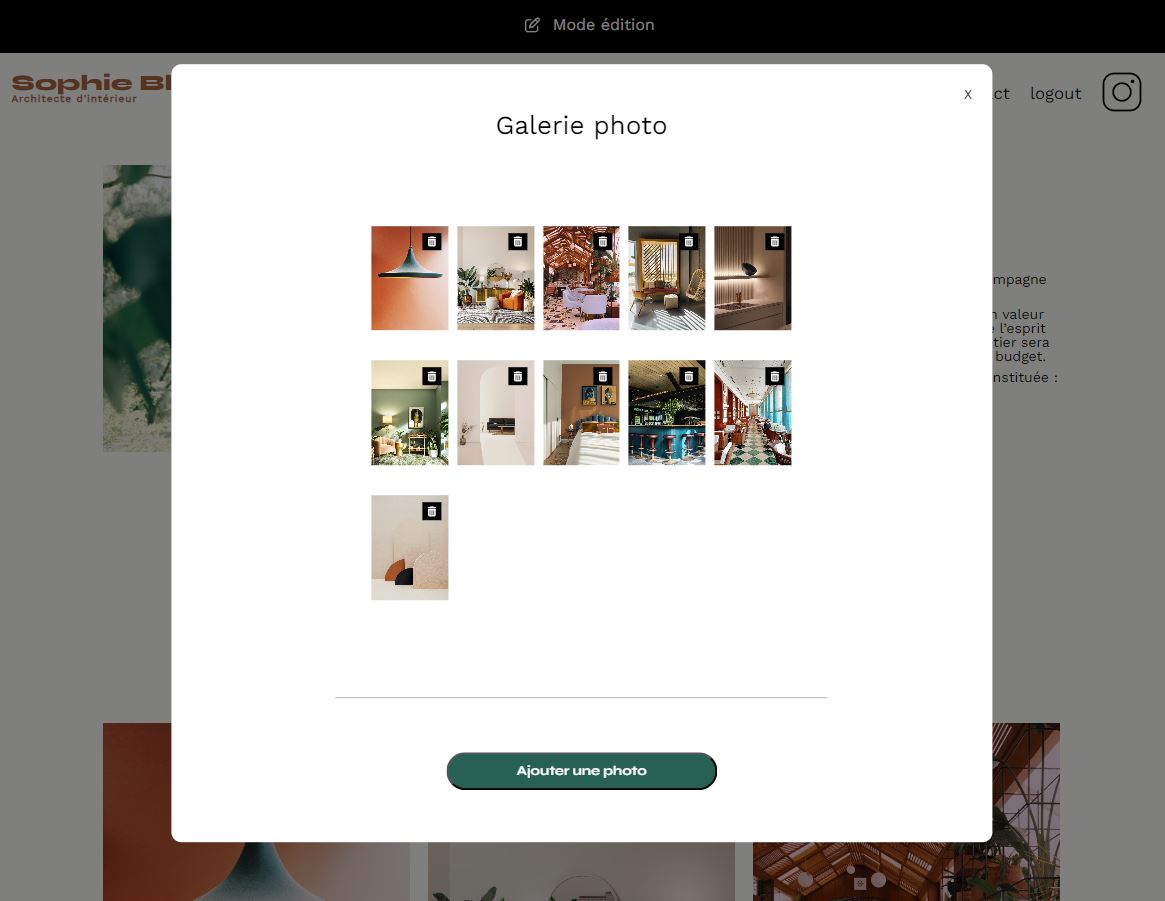 Mode édition
Sophie Bl
Architecte d'intérieur
x
ct
logout
Galerie photo
mpagne
n valeur
l'esprit
tier sera
budget.
nstituée :
Ajouter une photo